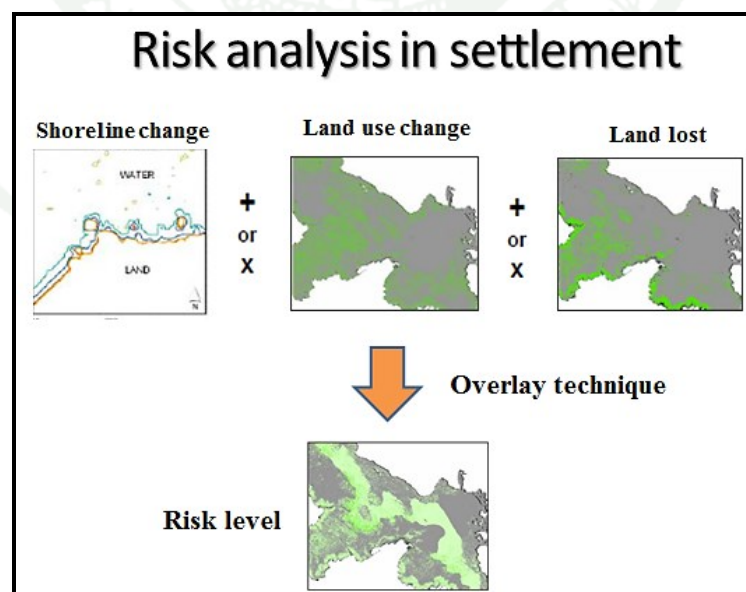 Risk analysis in settlement
Shoreline change
Land use change
Land lost
WATER
LAND
N
+
or
x
+
or
x
Overlay technique
Risk level